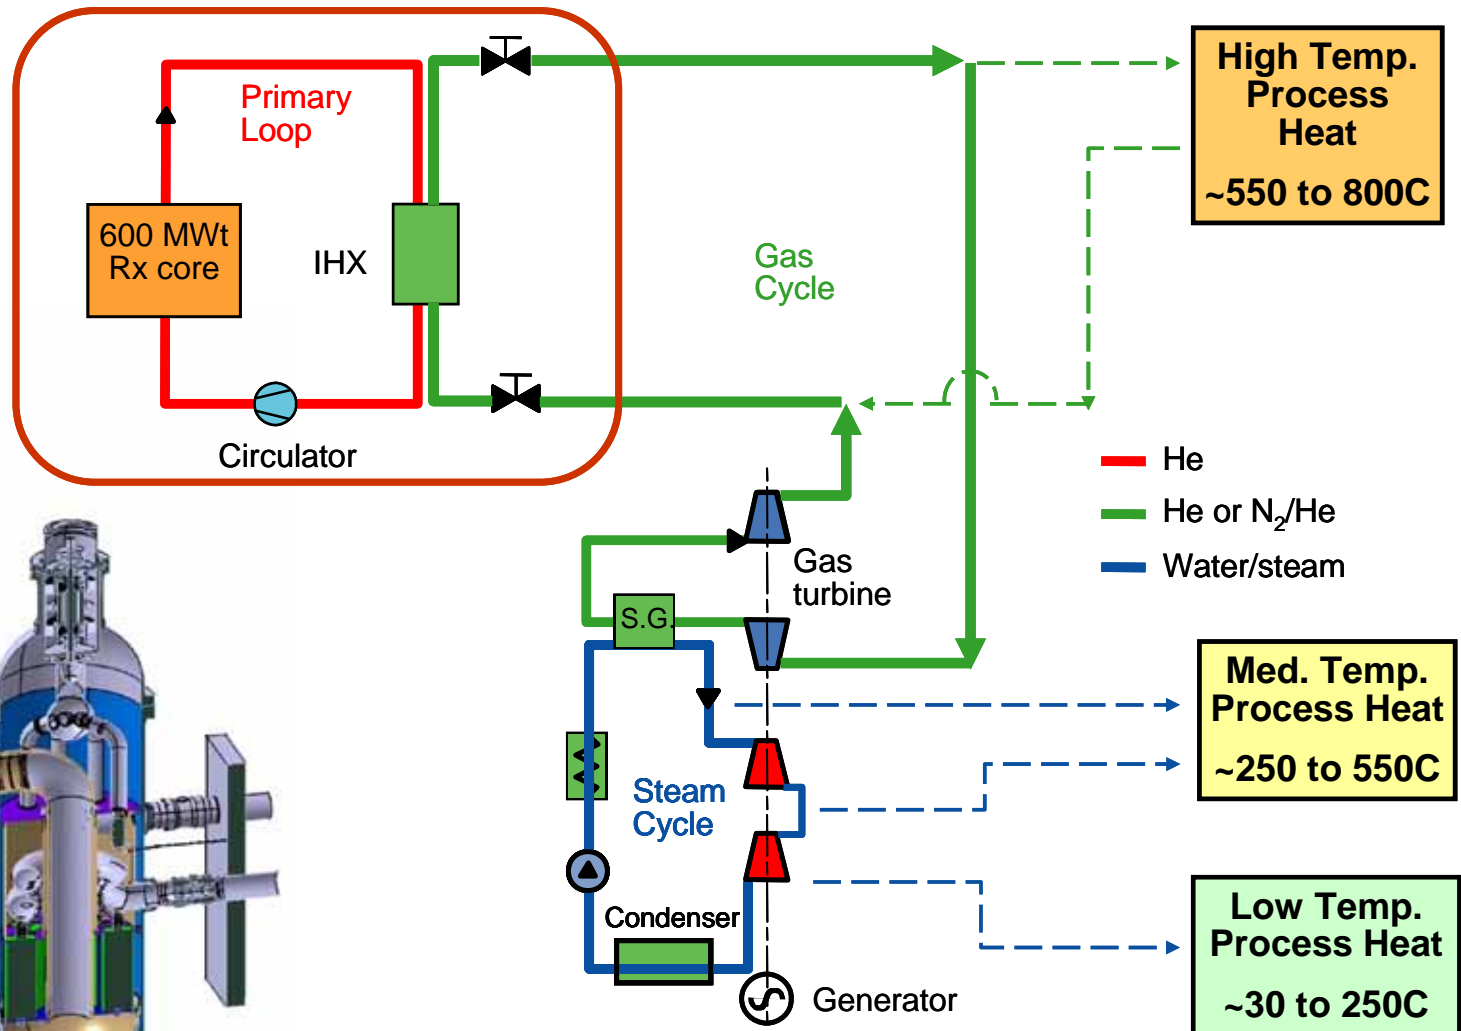 High Temp.
Process
Heat
~550 to 800C
Primary
Loop
600 MWt
Rx core
IHX
Gas
Cycle
Circulator
He
He or N₂/He
Water/steam
Gas
turbine
S.G.
Med. Temp.
Process Heat
~250 to 550C
Steam
Cycle
Condenser
Low Temp.
Process Heat
~30 to 250C
Generator